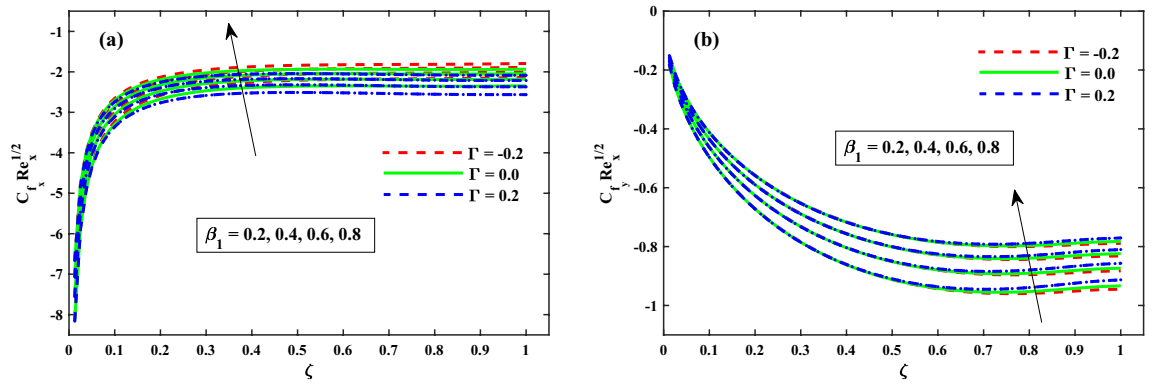 (a)
-1
-2
-3
-4
-5
-6
-7
-8
C_{f_x} Re_x^{1/2}
Γ = -0.2
Γ = 0.0
Γ = 0.2
β_1 = 0.2, 0.4, 0.6, 0.8
0 0.1 0.2 0.3 0.4 0.5 0.6 0.7 0.8 0.9 1
ζ
(b)
0
-0.2
-0.4
-0.6
-0.8
-1
C_{f_y} Re_x^{1/2}
Γ = -0.2
Γ = 0.0
Γ = 0.2
β_1 = 0.2, 0.4, 0.6, 0.8
0 0.1 0.2 0.3 0.4 0.5 0.6 0.7 0.8 0.9 1
ζ